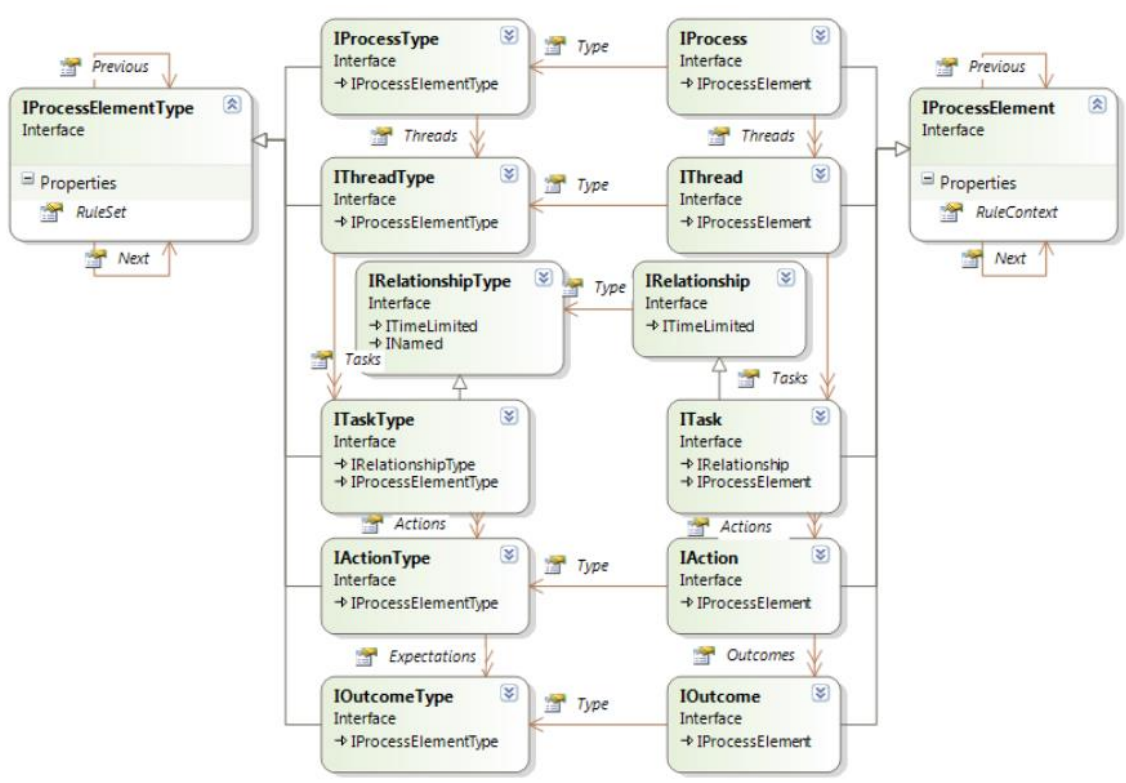 IProcessType
Interface
IProcessElementType
Type
IProcess
Interface
IProcessElement
Previous
IProcessElementType
Interface
Properties
RuleSet
Next
Previous
IProcessElement
Interface
Properties
RuleContext
Next
Threads
Threads
IThreadType
Interface
IProcessElementType
Type
IThread
Interface
IProcessElement
IRelationshipType
Interface
ITimeLimited
INamed
Type
IRelationship
Interface
ITimeLimited
Tasks
Tasks
ITaskType
Interface
IRelationshipType
IProcessElementType
ITask
Interface
IRelationship
IProcessElement
Actions
Actions
IActionType
Interface
IProcessElementType
Type
IAction
Interface
IProcessElement
Expectations
Outcomes
IOutcomeType
Interface
IProcessElementType
Type
IOutcome
Interface
IProcessElement